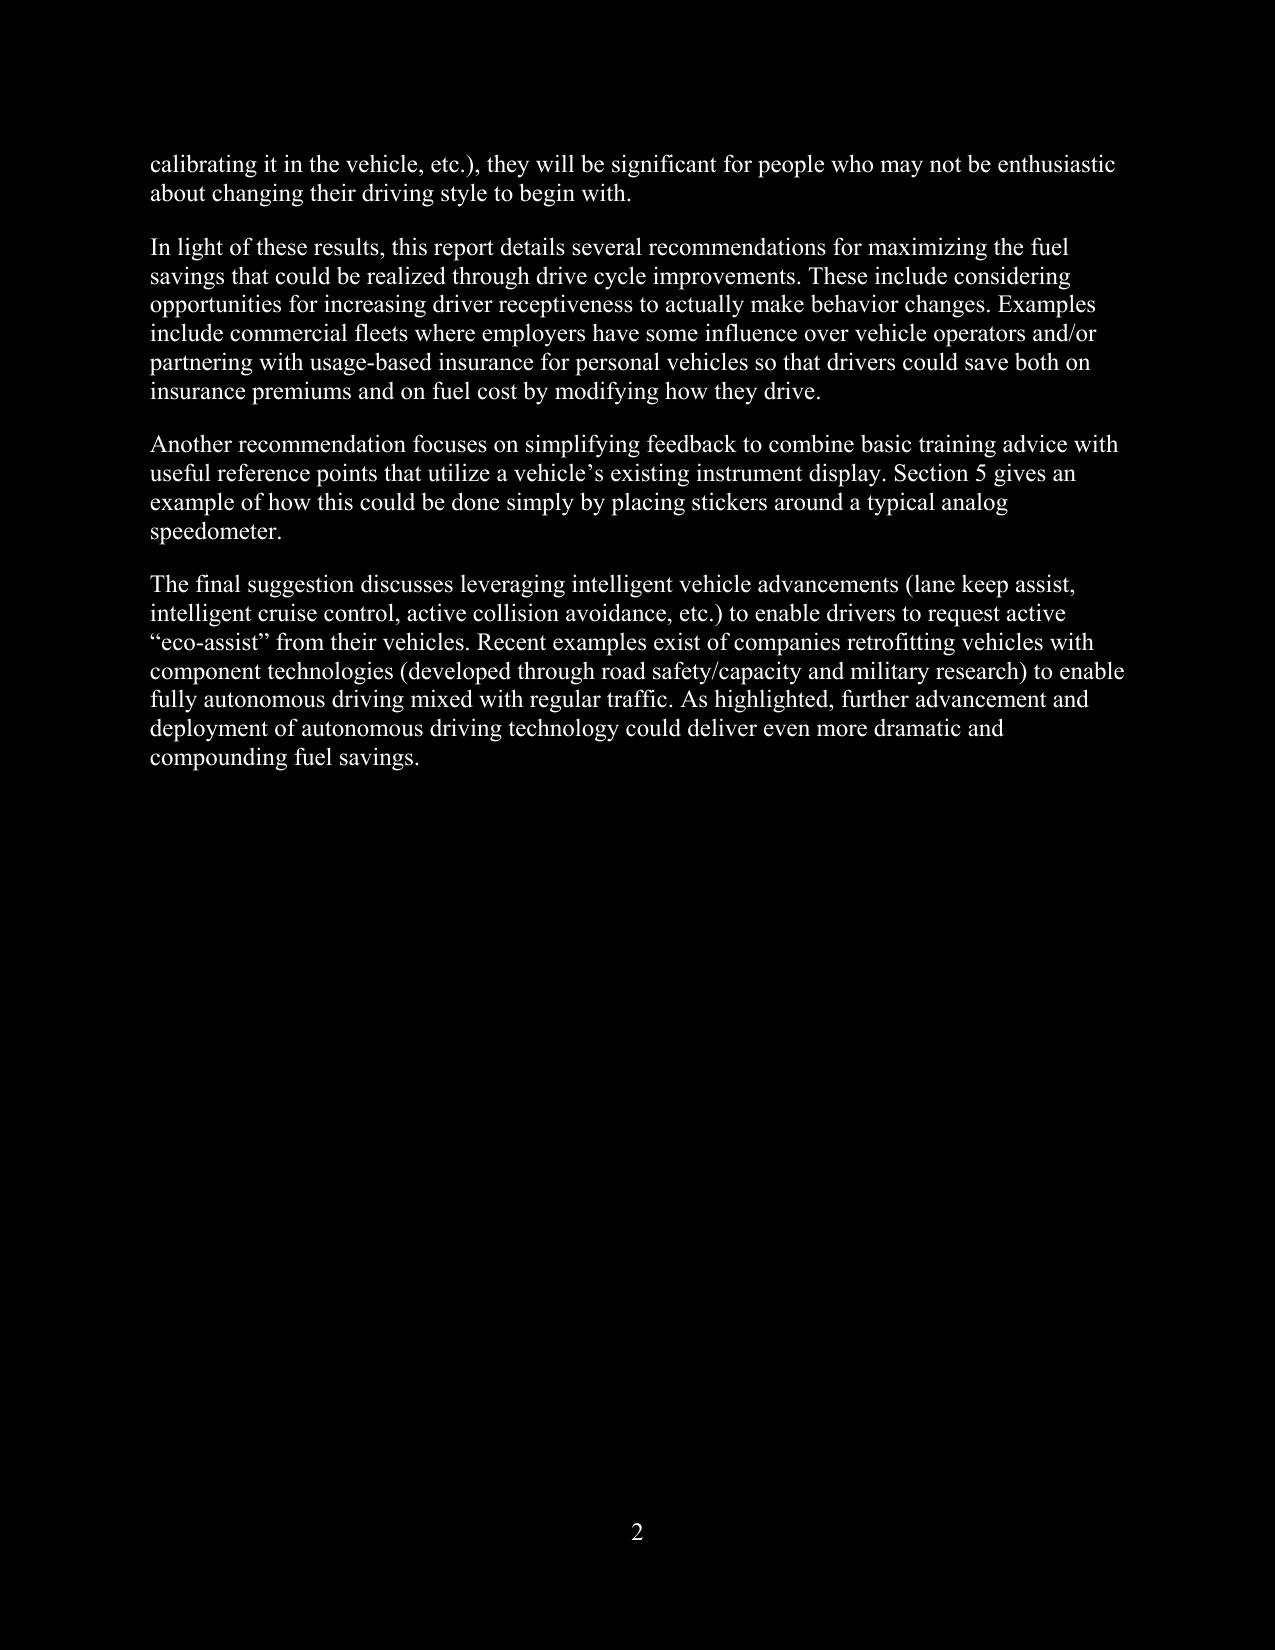 calibrating it in the vehicle, etc.), they will be significant for people who may not be enthusiastic
about changing their driving style to begin with.
In light of these results, this report details several recommendations for maximizing the fuel
savings that could be realized through drive cycle improvements. These include considering
opportunities for increasing driver receptiveness to actually make behavior changes. Examples
include commercial fleets where employers have some influence over vehicle operators and/or
partnering with usage-based insurance for personal vehicles so that drivers could save both on
insurance premiums and on fuel cost by modifying how they drive.
Another recommendation focuses on simplifying feedback to combine basic training advice with
useful reference points that utilize a vehicle’s existing instrument display. Section 5 gives an
example of how this could be done simply by placing stickers around a typical analog
speedometer.
The final suggestion discusses leveraging intelligent vehicle advancements (lane keep assist,
intelligent cruise control, active collision avoidance, etc.) to enable drivers to request active
“eco-assist” from their vehicles. Recent examples exist of companies retrofitting vehicles with
component technologies (developed through road safety/capacity and military research) to enable
fully autonomous driving mixed with regular traffic. As highlighted, further advancement and
deployment of autonomous driving technology could deliver even more dramatic and
compounding fuel savings.
2